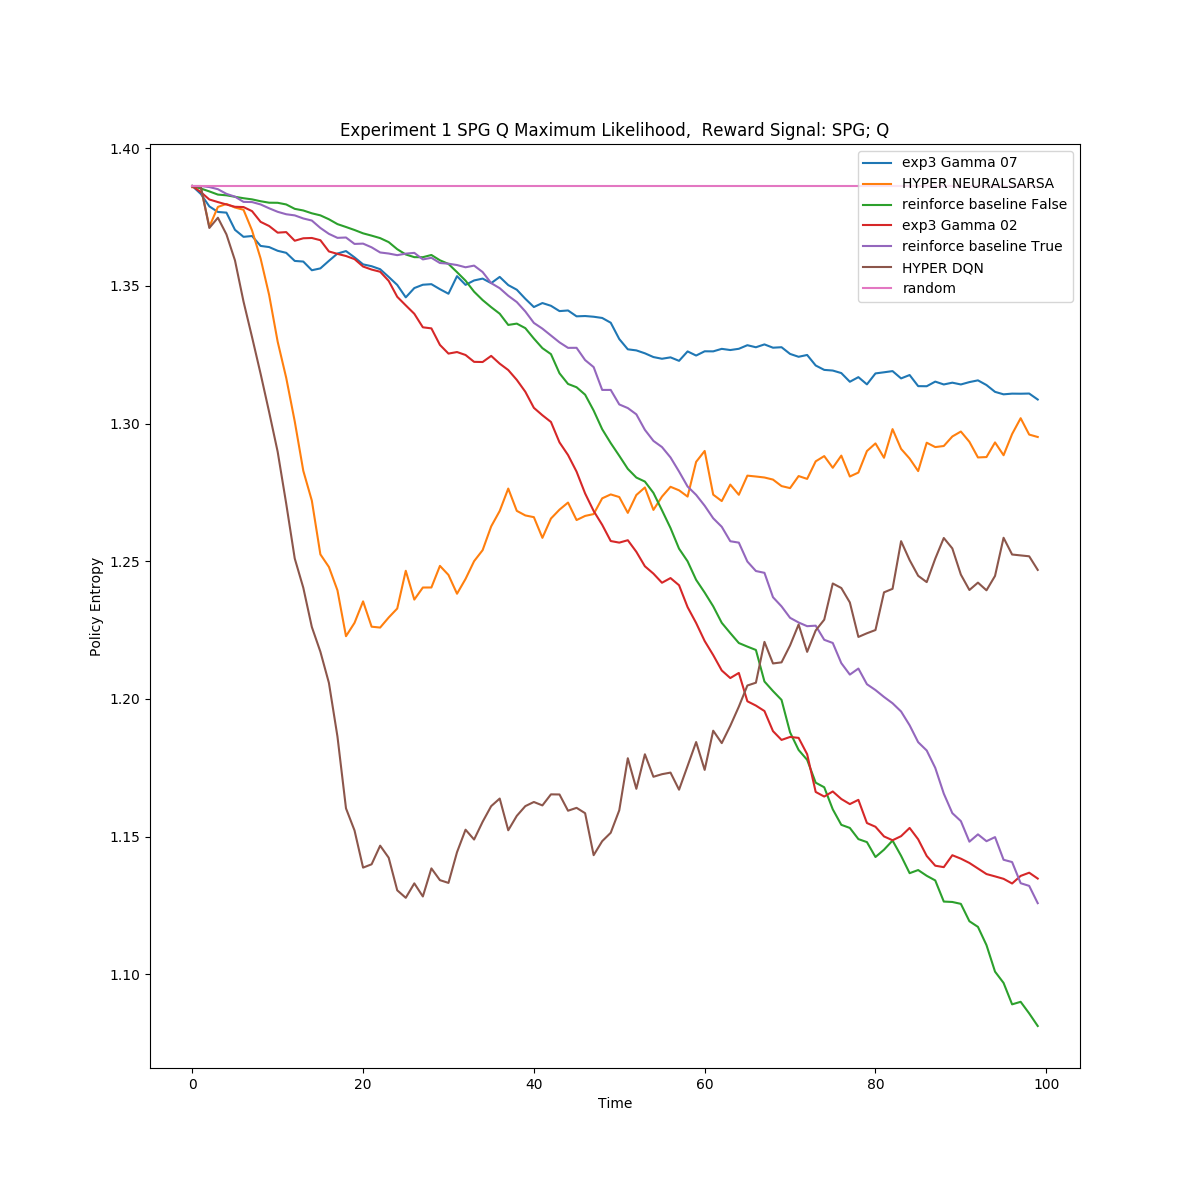 Experiment 1 SPG Q Maximum Likelihood,  Reward Signal: SPG; Q
exp3 Gamma 07
HYPER NEURALSARSA
reinforce baseline False
exp3 Gamma 02
reinforce baseline True
HYPER DQN
random
1.40
1.35
1.30
1.25
1.20
1.15
1.10
Policy Entropy
0
20
40
60
80
100
Time